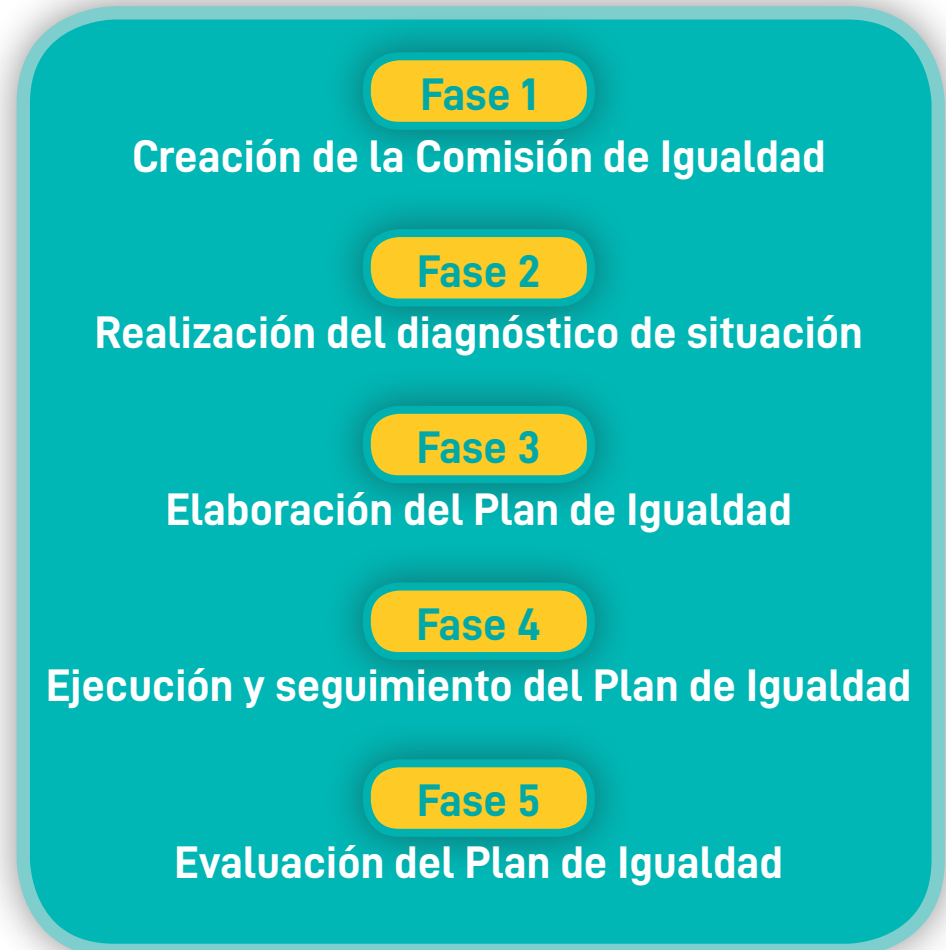 Fase 1
Creación de la Comisión de Igualdad
Fase 2
Realización del diagnóstico de situación
Fase 3
Elaboración del Plan de Igualdad
Fase 4
Ejecución y seguimiento del Plan de Igualdad
Fase 5
Evaluación del Plan de Igualdad